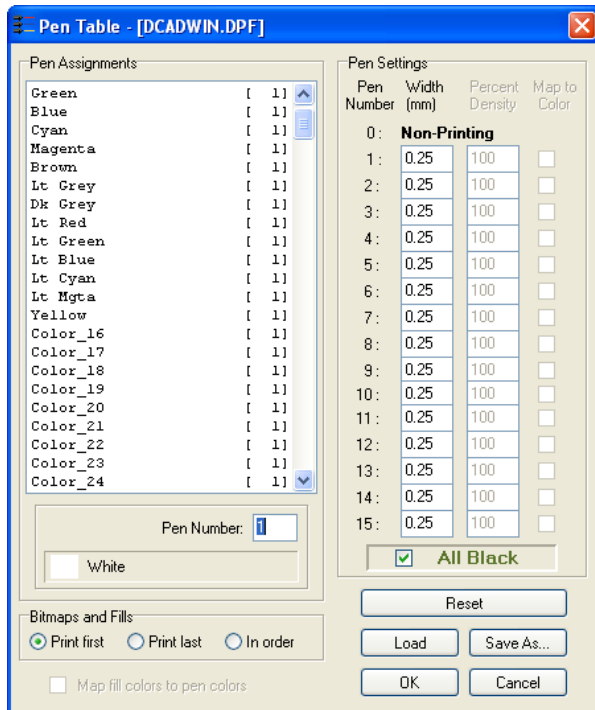 Pen Table - [DCADWIN.DPF]
Pen Assignments
Green [ 1]
Blue [ 1]
Cyan [ 1]
Magenta [ 1]
Brown [ 1]
Lt Grey [ 1]
Dk Grey [ 1]
Lt Red [ 1]
Lt Green [ 1]
Lt Blue [ 1]
Lt Cyan [ 1]
Lt Mgta [ 1]
Yellow [ 1]
Color_16 [ 1]
Color_17 [ 1]
Color_18 [ 1]
Color_19 [ 1]
Color_20 [ 1]
Color_21 [ 1]
Color_22 [ 1]
Color_23 [ 1]
Color_24 [ 1]
Pen Number: 1
White
Bitmaps and Fills
Print first Print last In order
Map fill colors to pen colors
Pen Settings
Pen Width Percent Map to
Number (mm) Density Color
0: Non-Printing
1: 0.25 100
2: 0.25 100
3: 0.25 100
4: 0.25 100
5: 0.25 100
6: 0.25 100
7: 0.25 100
8: 0.25 100
9: 0.25 100
10: 0.25 100
11: 0.25 100
12: 0.25 100
13: 0.25 100
14: 0.25 100
15: 0.25 100
All Black
Reset
Load Save As...
OK Cancel